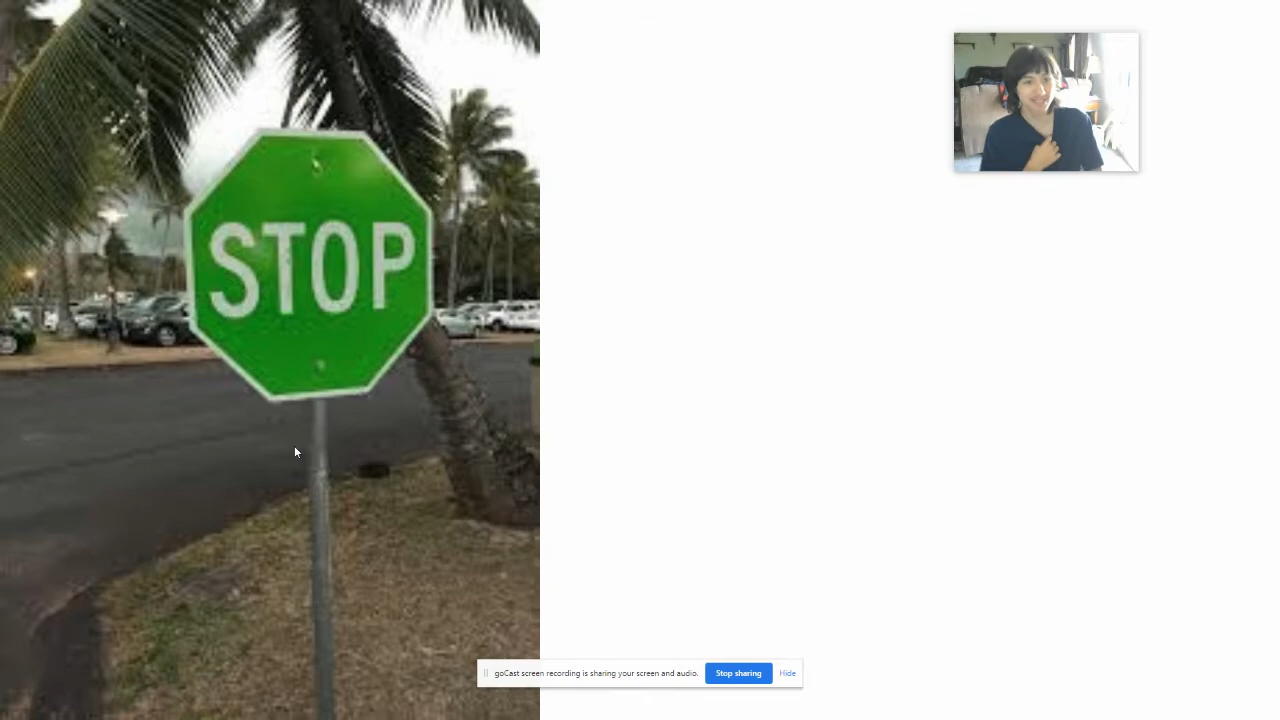 STOP
goCast screen recording is sharing your screen and audio.
Stop sharing
Hide